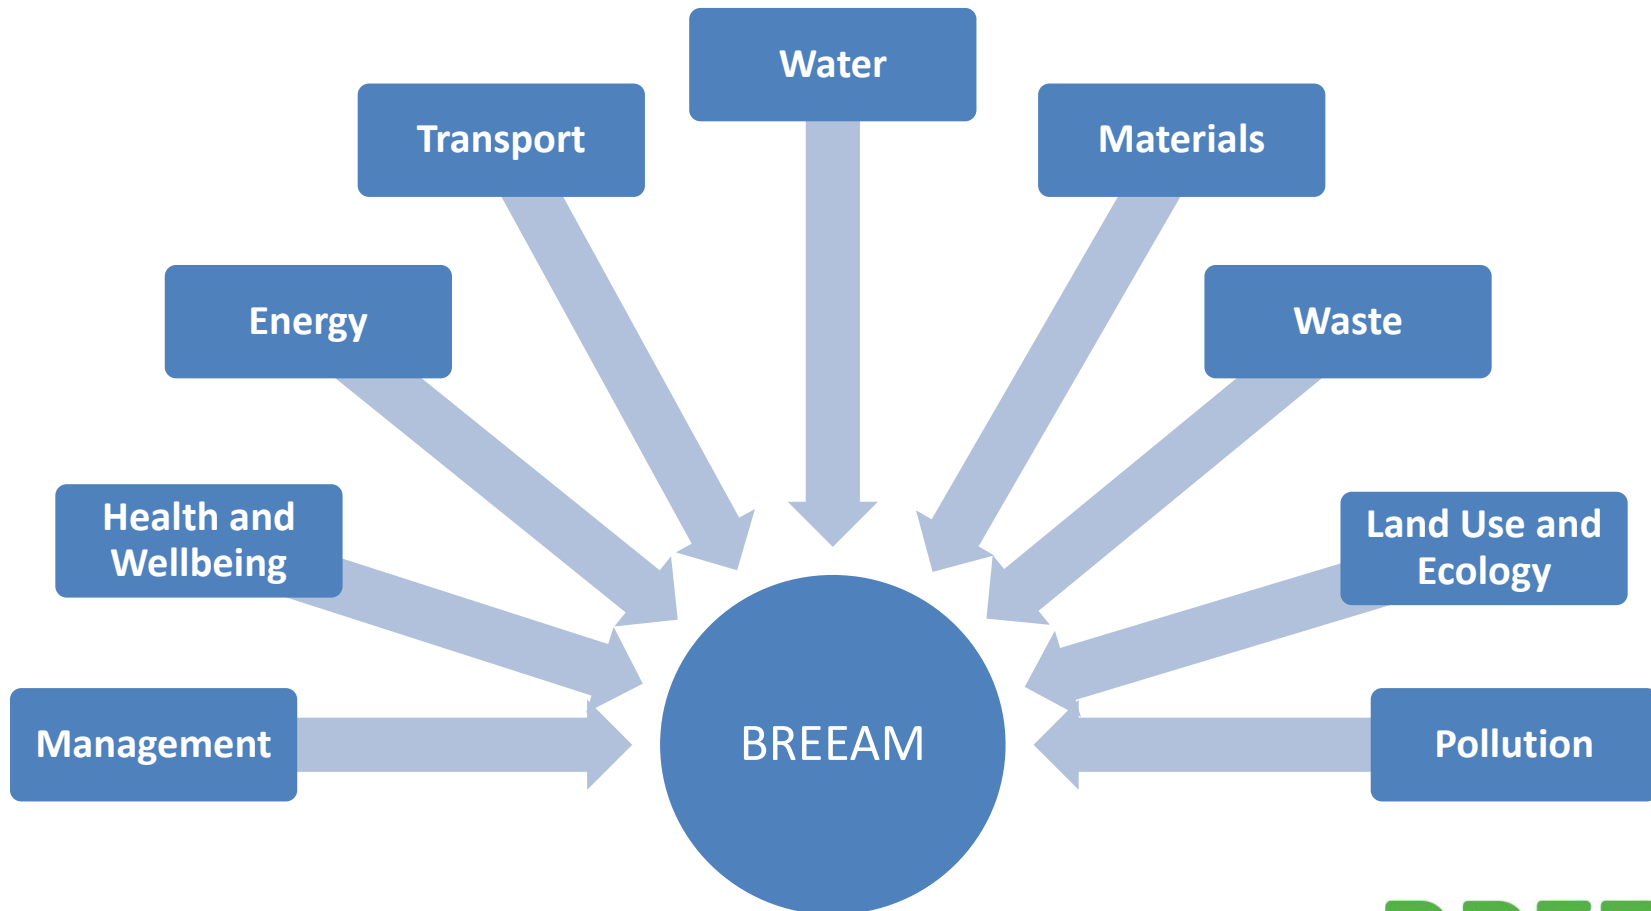 Water
Transport
Materials
Energy
Waste
Health and
Wellbeing
Land Use and
Ecology
Management
BREEAM
Pollution